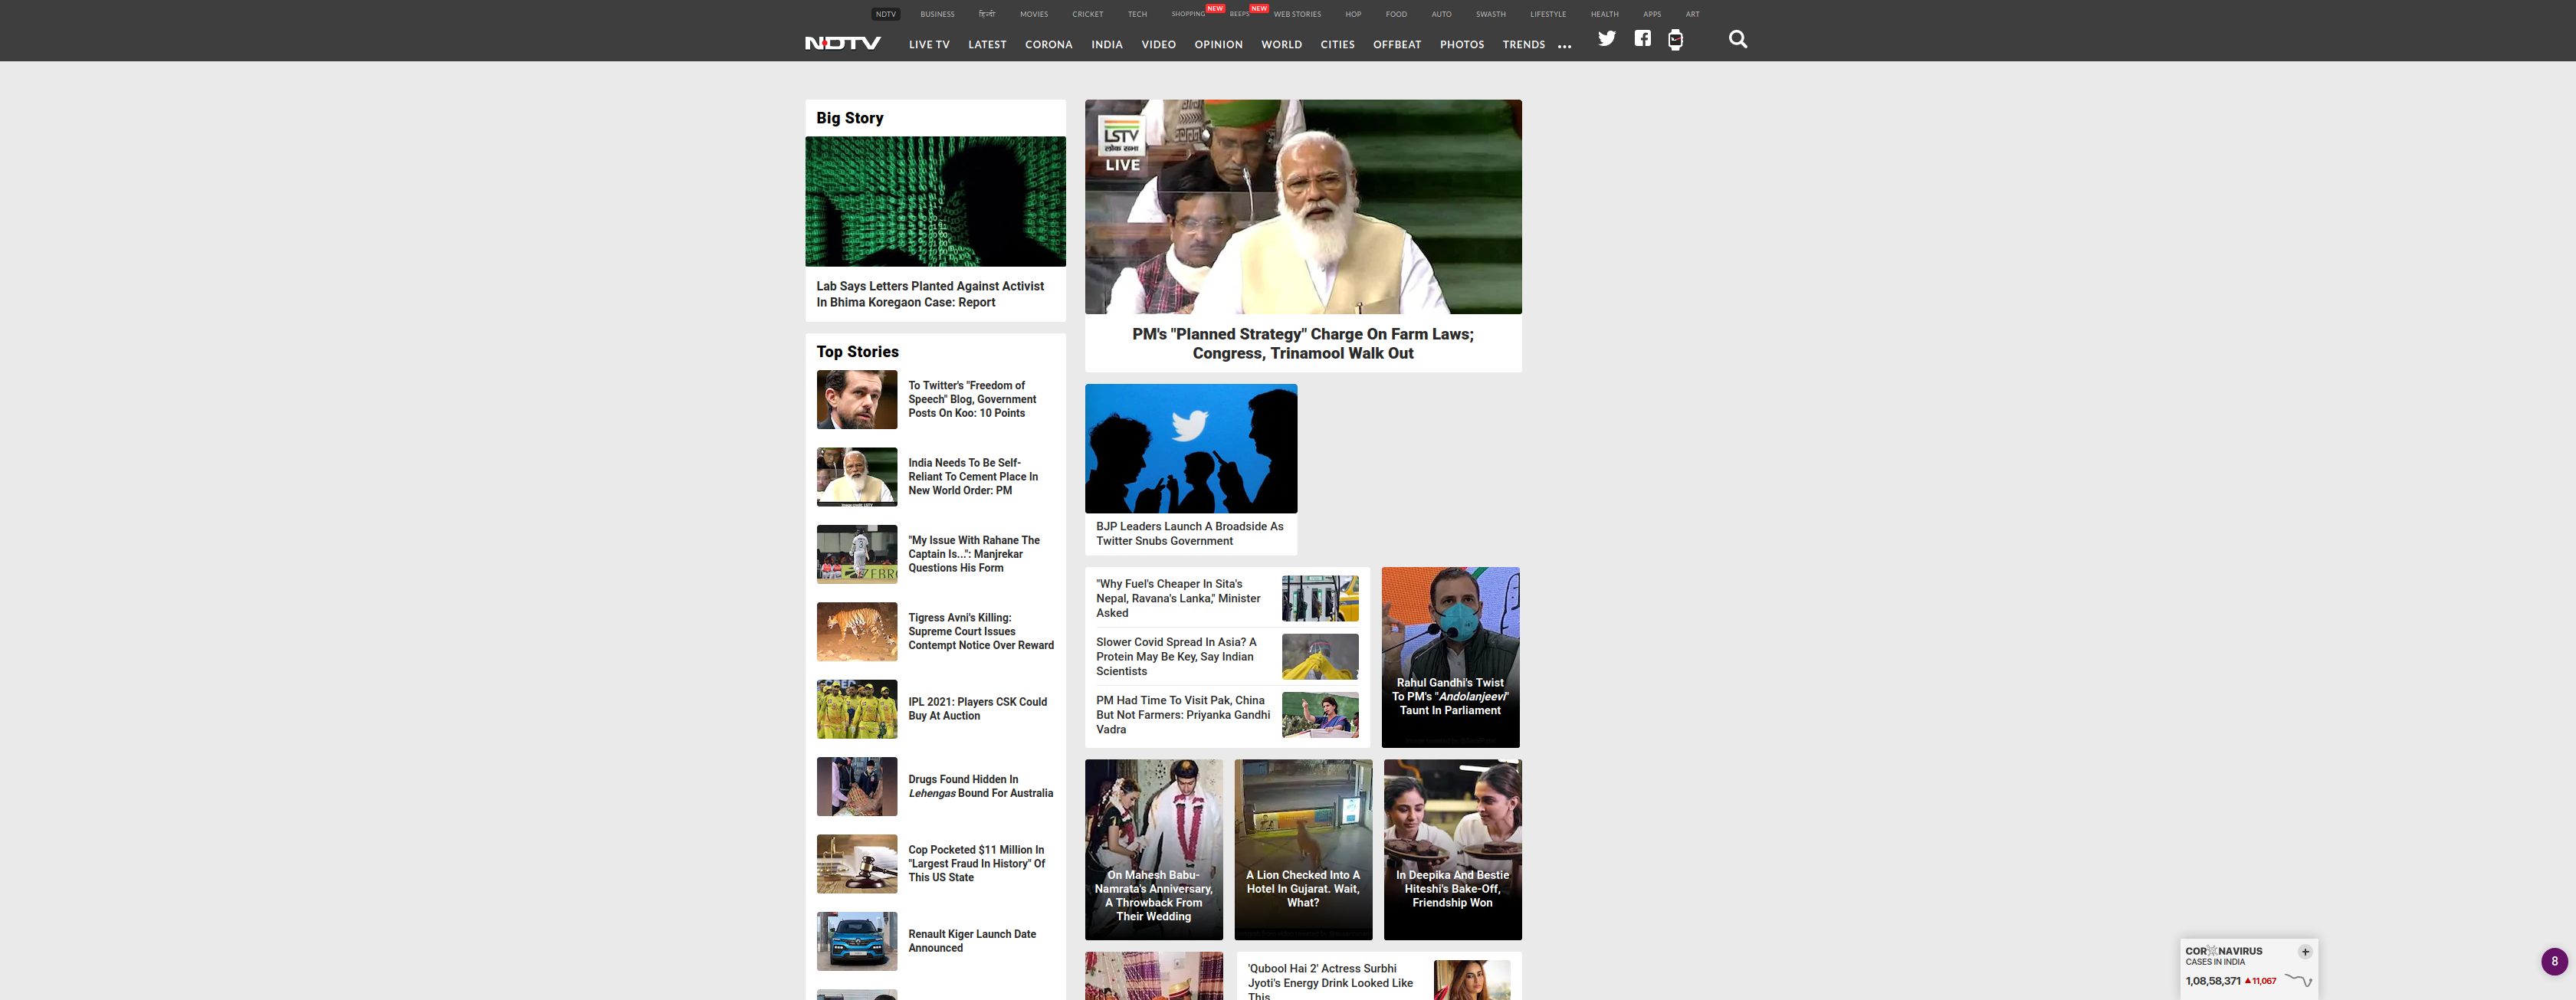 NDTV
BUSINESS
हिन्दी
MOVIES
CRICKET
TECH
SHOPPING
NEW
BEEPS
NEW
WEB STORIES
HOP
FOOD
AUTO
SWASTH
LIFESTYLE
HEALTH
APPS
ART
NDTV
LIVE TV
LATEST
CORONA
INDIA
VIDEO
OPINION
WORLD
CITIES
OFFBEAT
PHOTOS
TRENDS
Big Story
Lab Says Letters Planted Against Activist
In Bhima Koregaon Case: Report
Top Stories
To Twitter's "Freedom of
Speech" Blog, Government
Posts On Koo: 10 Points
India Needs To Be Self-
Reliant To Cement Place In
New World Order: PM
"My Issue With Rahane The
Captain Is...": Manjrekar
Questions His Form
Tigress Avni's Killing:
Supreme Court Issues
Contempt Notice Over Reward
IPL 2021: Players CSK Could
Buy At Auction
Drugs Found Hidden In
Lehengas Bound For Australia
Cop Pocketed $11 Million In
"Largest Fraud In History" Of
This US State
Renault Kiger Launch Date
Announced
LSTV
लोक सभा
LIVE
PM's "Planned Strategy" Charge On Farm Laws;
Congress, Trinamool Walk Out
BJP Leaders Launch A Broadside As
Twitter Snubs Government
"Why Fuel's Cheaper In Sita's
Nepal, Ravana's Lanka," Minister
Asked
Slower Covid Spread In Asia? A
Protein May Be Key, Say Indian
Scientists
PM Had Time To Visit Pak, China
But Not Farmers: Priyanka Gandhi
Vadra
Rahul Gandhi's Twist
To PM's "Andolanjeevi"
Taunt In Parliament
On Mahesh Babu-
Namrata's Anniversary,
A Throwback From
Their Wedding
A Lion Checked Into A
Hotel In Gujarat. Wait,
What?
In Deepika And Bestie
Hiteshi's Bake-Off,
Friendship Won
'Qubool Hai 2' Actress Surbhi
Jyoti's Energy Drink Looked Like
This
CORONAVIRUS
CASES IN INDIA
1,08,58,371 ▲11,067
8